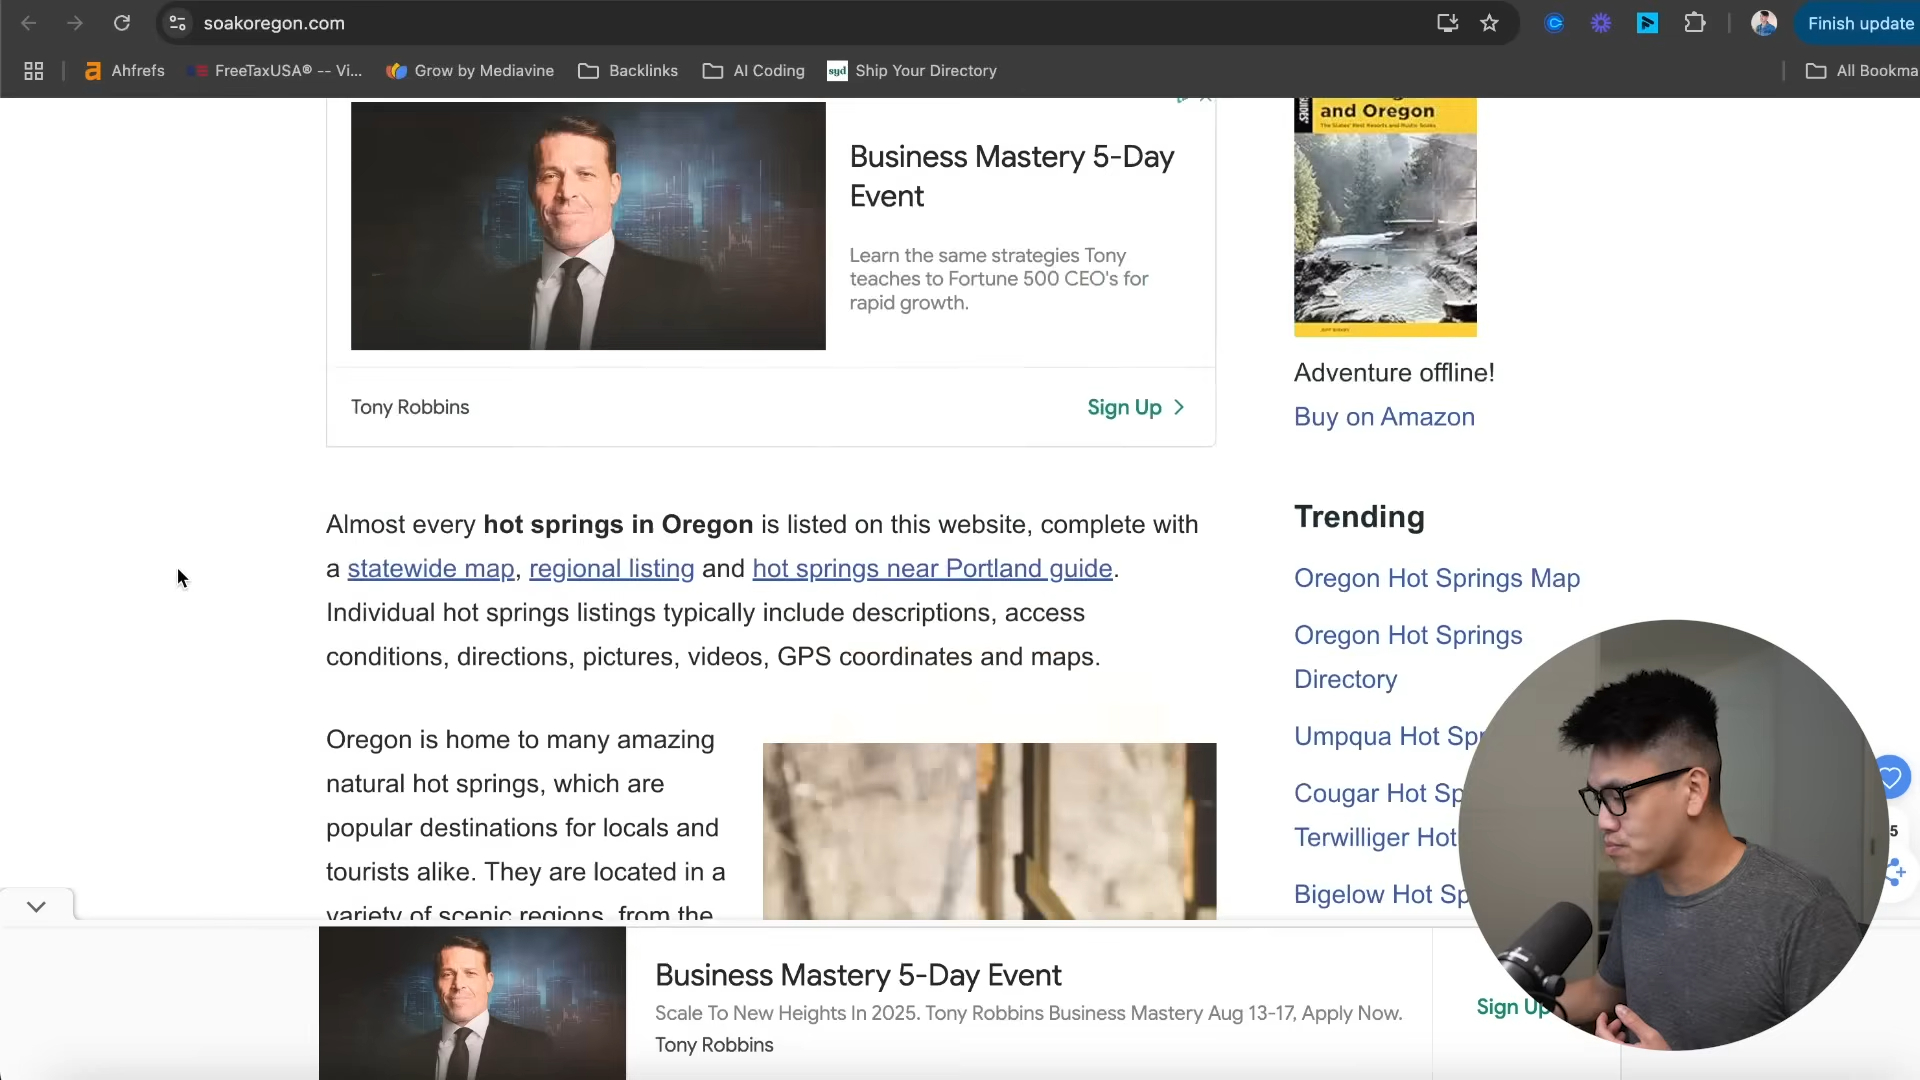 soakoregon.com
Finish update
Ahfrefs
FreeTaxUSA® -- Vi...
Grow by Mediavine
Backlinks
AI Coding
syd
Ship Your Directory
All Bookma
Business Mastery 5-Day
Event
Learn the same strategies Tony
teaches to Fortune 500 CEO's for
rapid growth.
Tony Robbins
Sign Up
and Oregon
Adventure offline!
Buy on Amazon
Almost every hot springs in Oregon is listed on this website, complete with
a statewide map, regional listing and hot springs near Portland guide.
Individual hot springs listings typically include descriptions, access
conditions, directions, pictures, videos, GPS coordinates and maps.
Oregon is home to many amazing
natural hot springs, which are
popular destinations for locals and
tourists alike. They are located in a
variety of scenic regions, from the
Trending
Oregon Hot Springs Map
Oregon Hot Springs
Directory
Umpqua Hot Spr
Cougar Hot Sp
Terwilliger Hot
Bigelow Hot Sp
5
Business Mastery 5-Day Event
Scale To New Heights In 2025. Tony Robbins Business Mastery Aug 13-17, Apply Now.
Tony Robbins
Sign Up